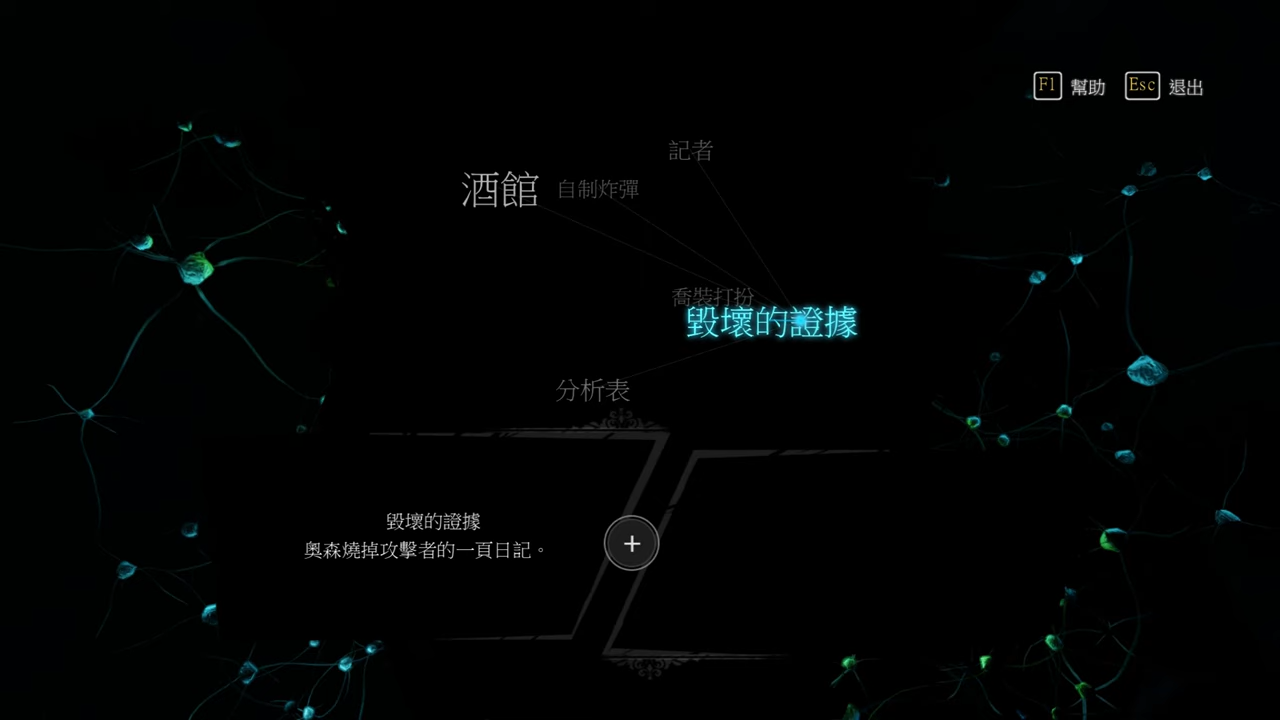 F1 幫助 Esc 退出
記者
酒館 自制炸彈
喬裝打扮
毀壞的證據
分析表
毀壞的證據
奧森燒掉攻擊者的一頁日記。